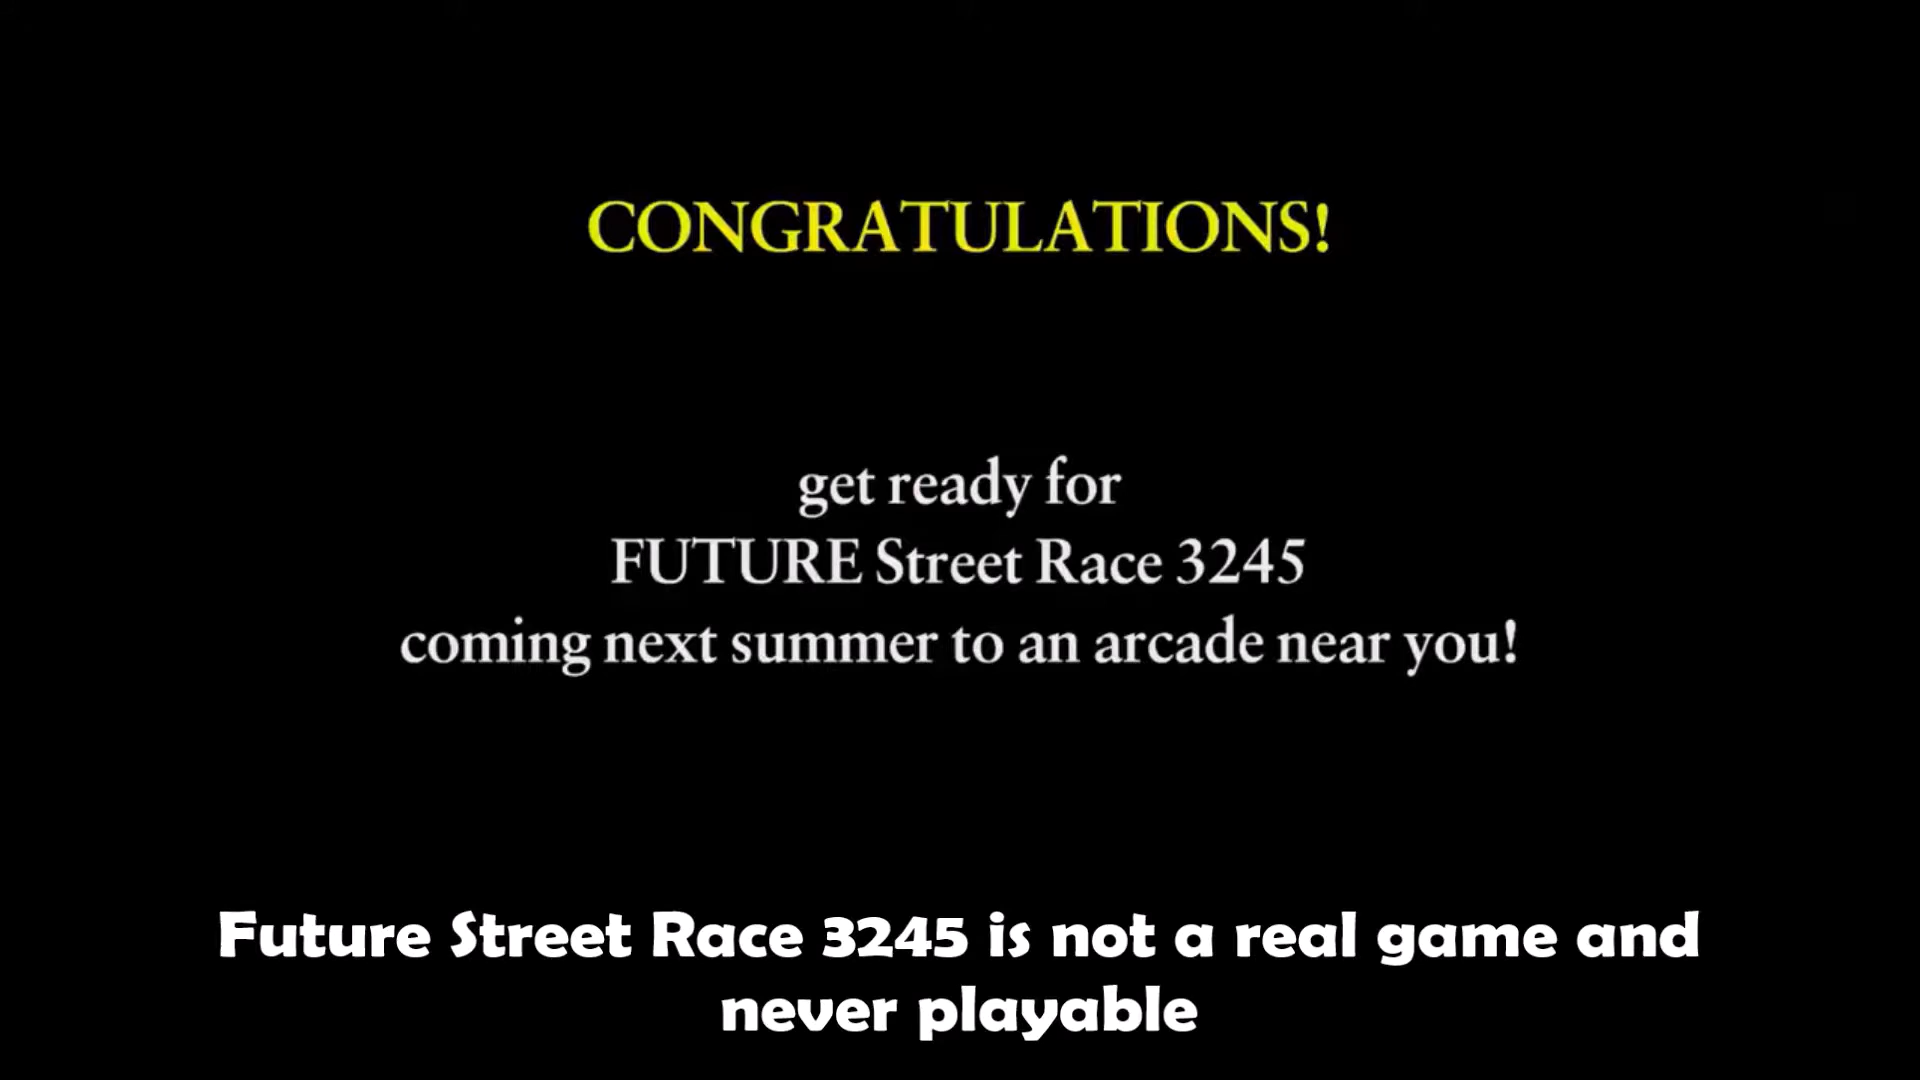 CONGRATULATIONS!
get ready for
FUTURE Street Race 3245
coming next summer to an arcade near you!
Future Street Race 3245 is not a real game and
never playable